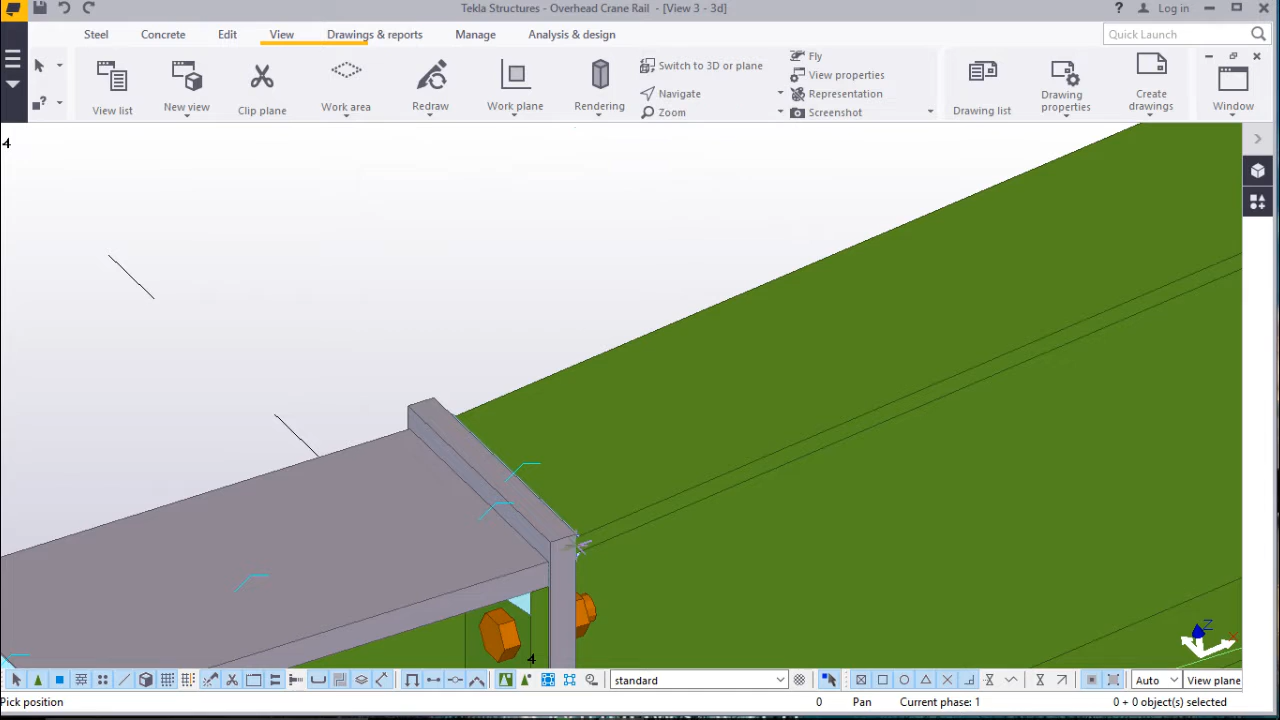 Tekla Structures - Overhead Crane Rail - [View 3 - 3d]
? Log in
Steel Concrete Edit View Drawings & reports Manage Analysis & design Quick Launch
Fly
Switch to 3D or plane View properties
Navigate Representation
Zoom Screenshot
View list New view Clip plane Work area Redraw Work plane Rendering Drawing list Drawing properties Create drawings Window
4
4
Z
X
standard Auto View plane
Pick position 0 Pan Current phase: 1 0 + 0 object(s) selected